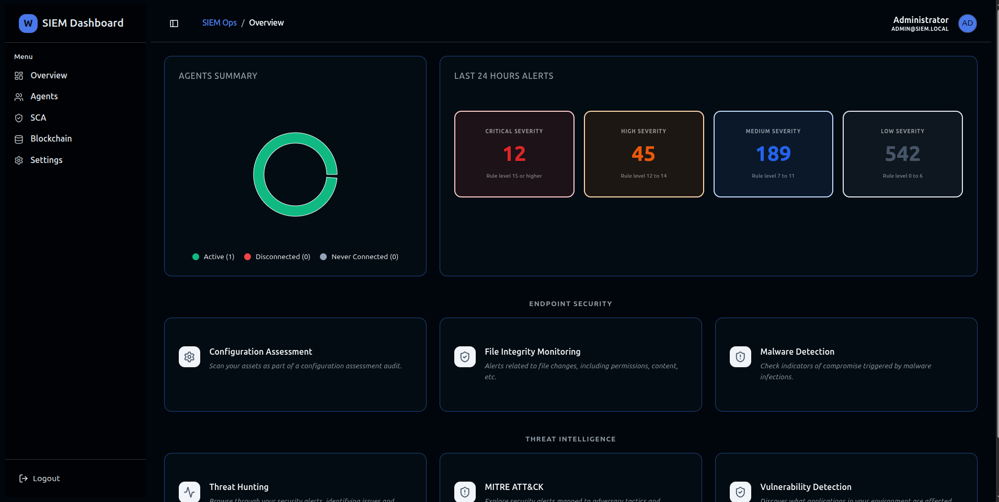 W SIEM Dashboard
SIEM Ops / Overview
Administrator
ADMIN@SIEM.LOCAL
AD
Menu
Overview
Agents
SCA
Blockchain
Settings
Logout
AGENTS SUMMARY
Active (1) Disconnected (0) Never Connected (0)
LAST 24 HOURS ALERTS
CRITICAL SEVERITY
12
Rule level 15 or higher
HIGH SEVERITY
45
Rule level 12 to 14
MEDIUM SEVERITY
189
Rule level 7 to 11
LOW SEVERITY
542
Rule level 0 to 6
ENDPOINT SECURITY
Configuration Assessment
Scan your assets as part of a configuration assessment audit.
File Integrity Monitoring
Alerts related to file changes, including permissions, content,
etc.
Malware Detection
Check indicators of compromise triggered by malware
infections.
THREAT INTELLIGENCE
Threat Hunting
Browse through your security alerts, identifying issues and
MITRE ATT&CK
Explore security alerts mapped to adversary tactics and
Vulnerability Detection
Discover what applications in your environment are affected